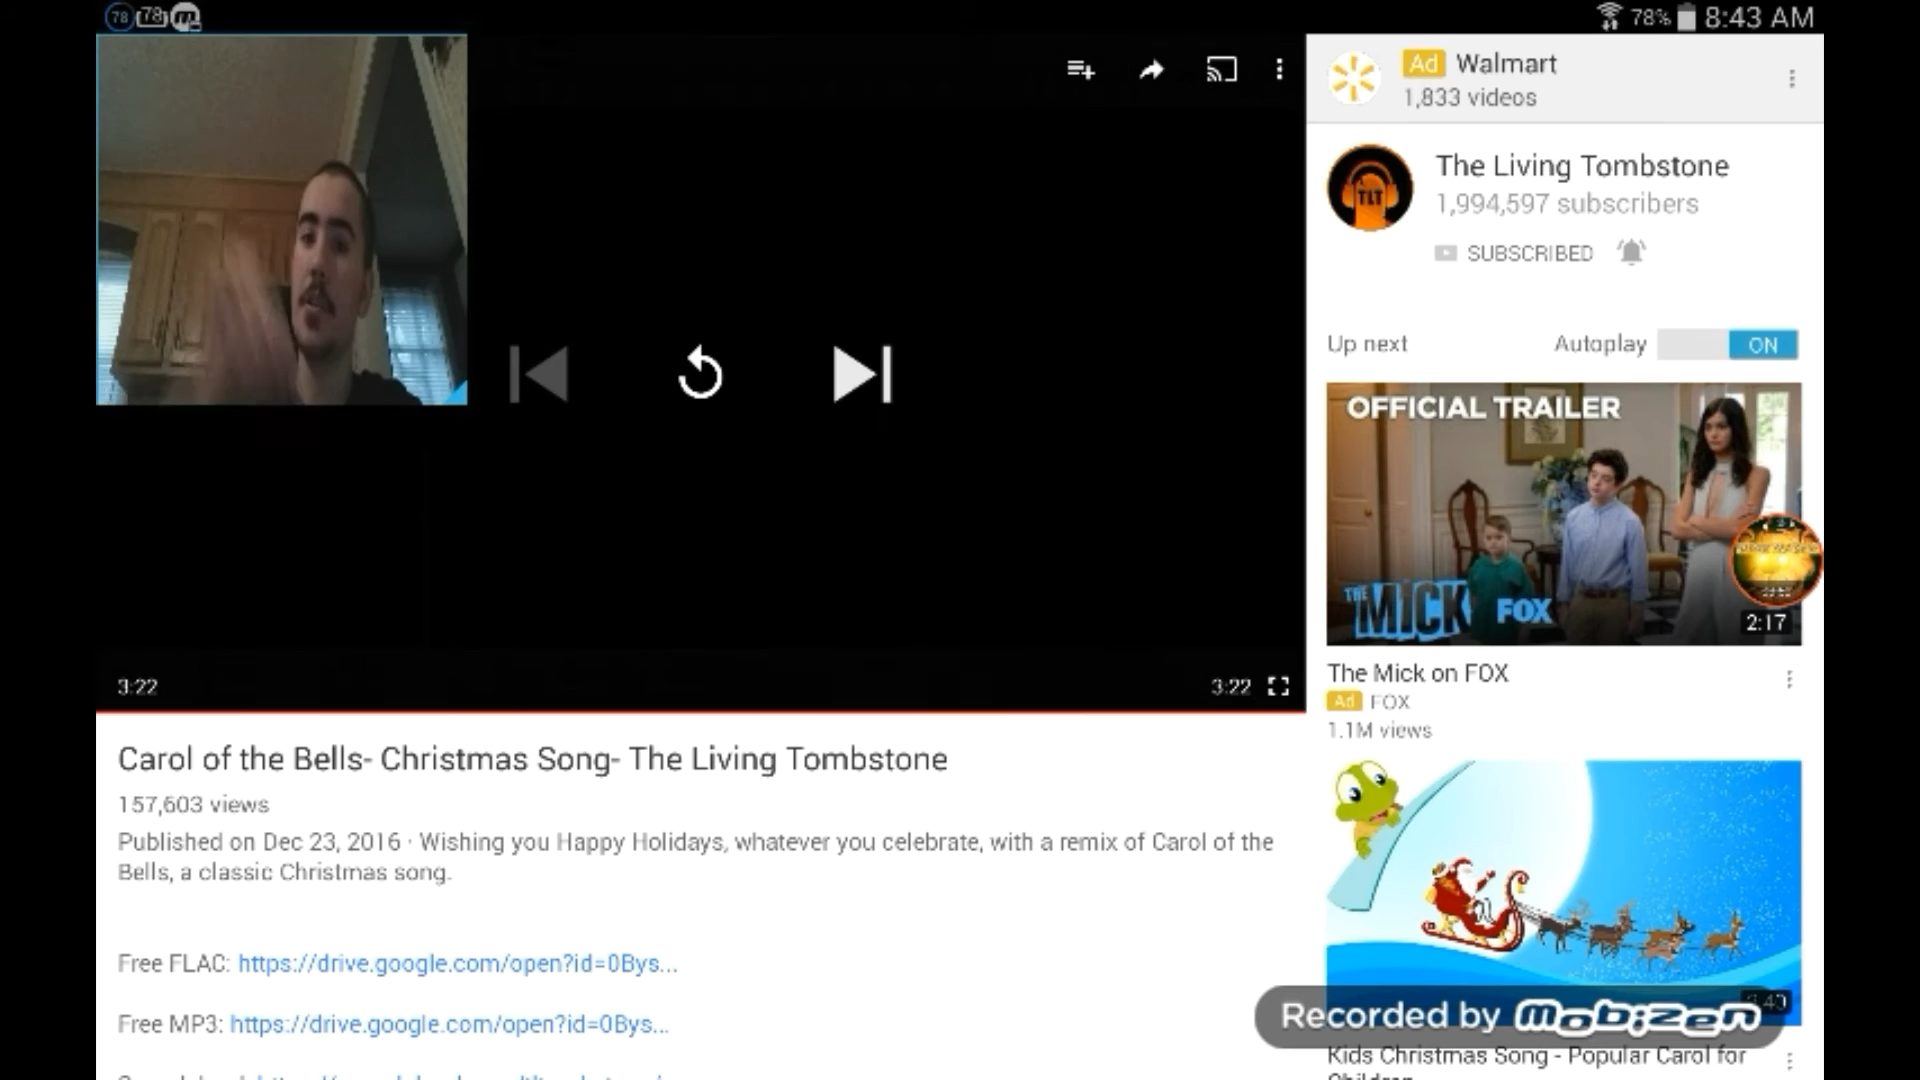 78 78
78% 8:43 AM
Ad Walmart
1,833 videos
TLT
The Living Tombstone
1,994,597 subscribers
SUBSCRIBED
Up next Autoplay ON
OFFICIAL TRAILER
THE MICK FOX
2:17
3:22 3:22
The Mick on FOX
Ad FOX
1.1M views
Carol of the Bells- Christmas Song- The Living Tombstone
157,603 views
Published on Dec 23, 2016 · Wishing you Happy Holidays, whatever you celebrate, with a remix of Carol of the
Bells, a classic Christmas song.
Free FLAC: https://drive.google.com/open?id=0Bys...
Free MP3: https://drive.google.com/open?id=0Bys...
Recorded by mobizen
Kids Christmas Song - Popular Carol for